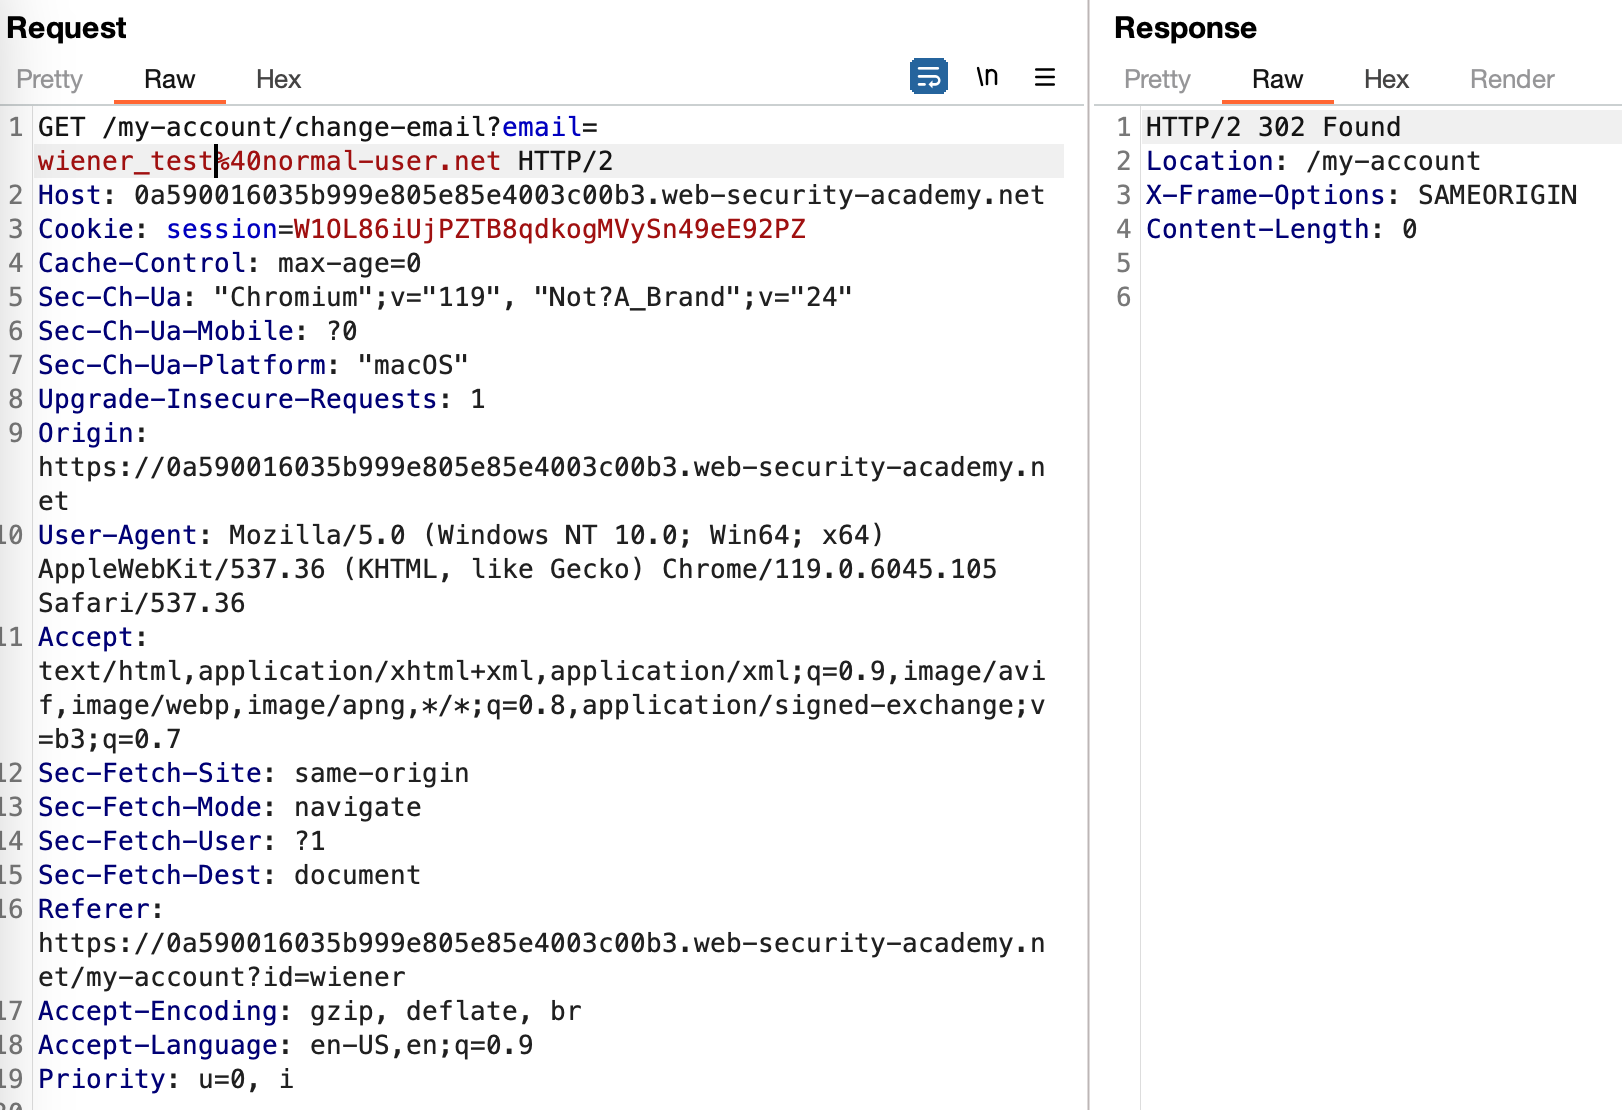 Request
Pretty Raw Hex \n
1 GET /my-account/change-email?email=
wiener_test%40normal-user.net HTTP/2
2 Host: 0a590016035b999e805e85e4003c00b3.web-security-academy.net
3 Cookie: session=W1OL86iUjPZTB8qdkogMVySn49eE92PZ
4 Cache-Control: max-age=0
5 Sec-Ch-Ua: "Chromium";v="119", "Not?A_Brand";v="24"
6 Sec-Ch-Ua-Mobile: ?0
7 Sec-Ch-Ua-Platform: "macOS"
8 Upgrade-Insecure-Requests: 1
9 Origin:
https://0a590016035b999e805e85e4003c00b3.web-security-academy.n
et
10 User-Agent: Mozilla/5.0 (Windows NT 10.0; Win64; x64)
AppleWebKit/537.36 (KHTML, like Gecko) Chrome/119.0.6045.105
Safari/537.36
11 Accept:
text/html,application/xhtml+xml,application/xml;q=0.9,image/avi
f,image/webp,image/apng,*/*;q=0.8,application/signed-exchange;v
=b3;q=0.7
12 Sec-Fetch-Site: same-origin
13 Sec-Fetch-Mode: navigate
14 Sec-Fetch-User: ?1
15 Sec-Fetch-Dest: document
16 Referer:
https://0a590016035b999e805e85e4003c00b3.web-security-academy.n
et/my-account?id=wiener
17 Accept-Encoding: gzip, deflate, br
18 Accept-Language: en-US,en;q=0.9
19 Priority: u=0, i
20
Response
Pretty Raw Hex Render
1 HTTP/2 302 Found
2 Location: /my-account
3 X-Frame-Options: SAMEORIGIN
4 Content-Length: 0
5
6